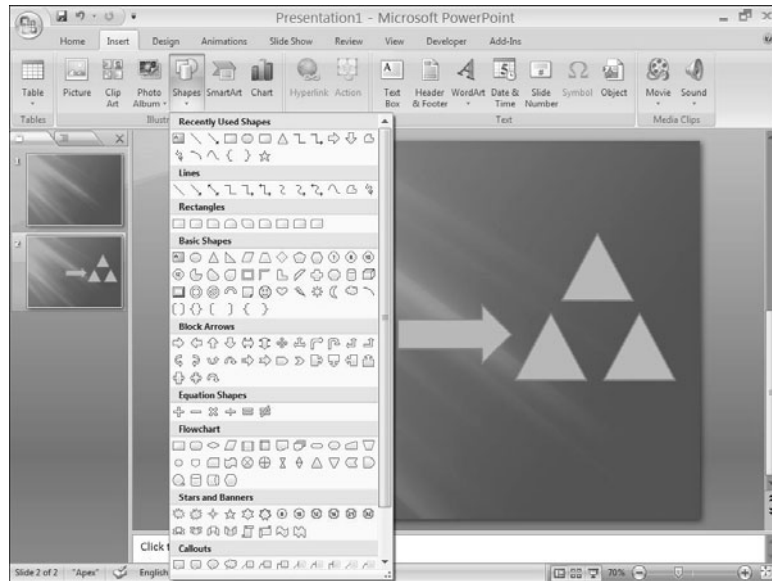 Presentation1 - Microsoft PowerPoint
Home Insert Design Animations Slide Show Review View Developer Add-Ins
Table Picture Clip Art Photo Album Shapes SmartArt Chart Hyperlink Action Text Box Header & Footer WordArt Date & Time Slide Number Symbol Object Movie Sound
Tables Illustr Text Media Clips
Recently Used Shapes
Lines
Rectangles
Basic Shapes
Block Arrows
Equation Shapes
Flowchart
Stars and Banners
Callouts
1
2
Click t
Slide 2 of 2 "Apex" English 70%